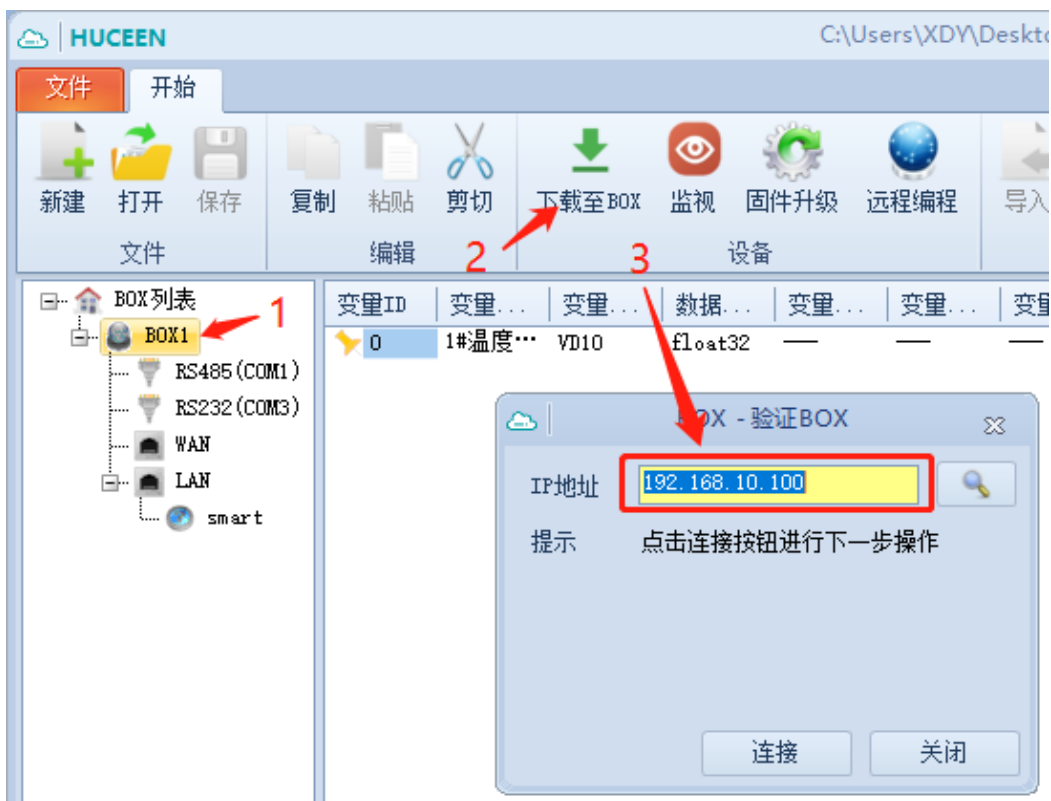 HUCEEN
C:\Users\XDY\Deskto
文件 开始
新建 打开 保存 复制 粘贴 剪切 下载至BOX 监视 固件升级 远程编程 导入
文件 编辑 2 设备
3
BOX列表
1
BOX1
RS485(COM1)
RS232(COM3)
WAN
LAN
smart
变量ID 变量... 变量... 数据... 变量... 变量... 变量
0 1#温度… VD10 float32 —— —— ——
BOX - 验证BOX
IP地址 192.168.10.100
提示 点击连接按钮进行下一步操作
连接 关闭